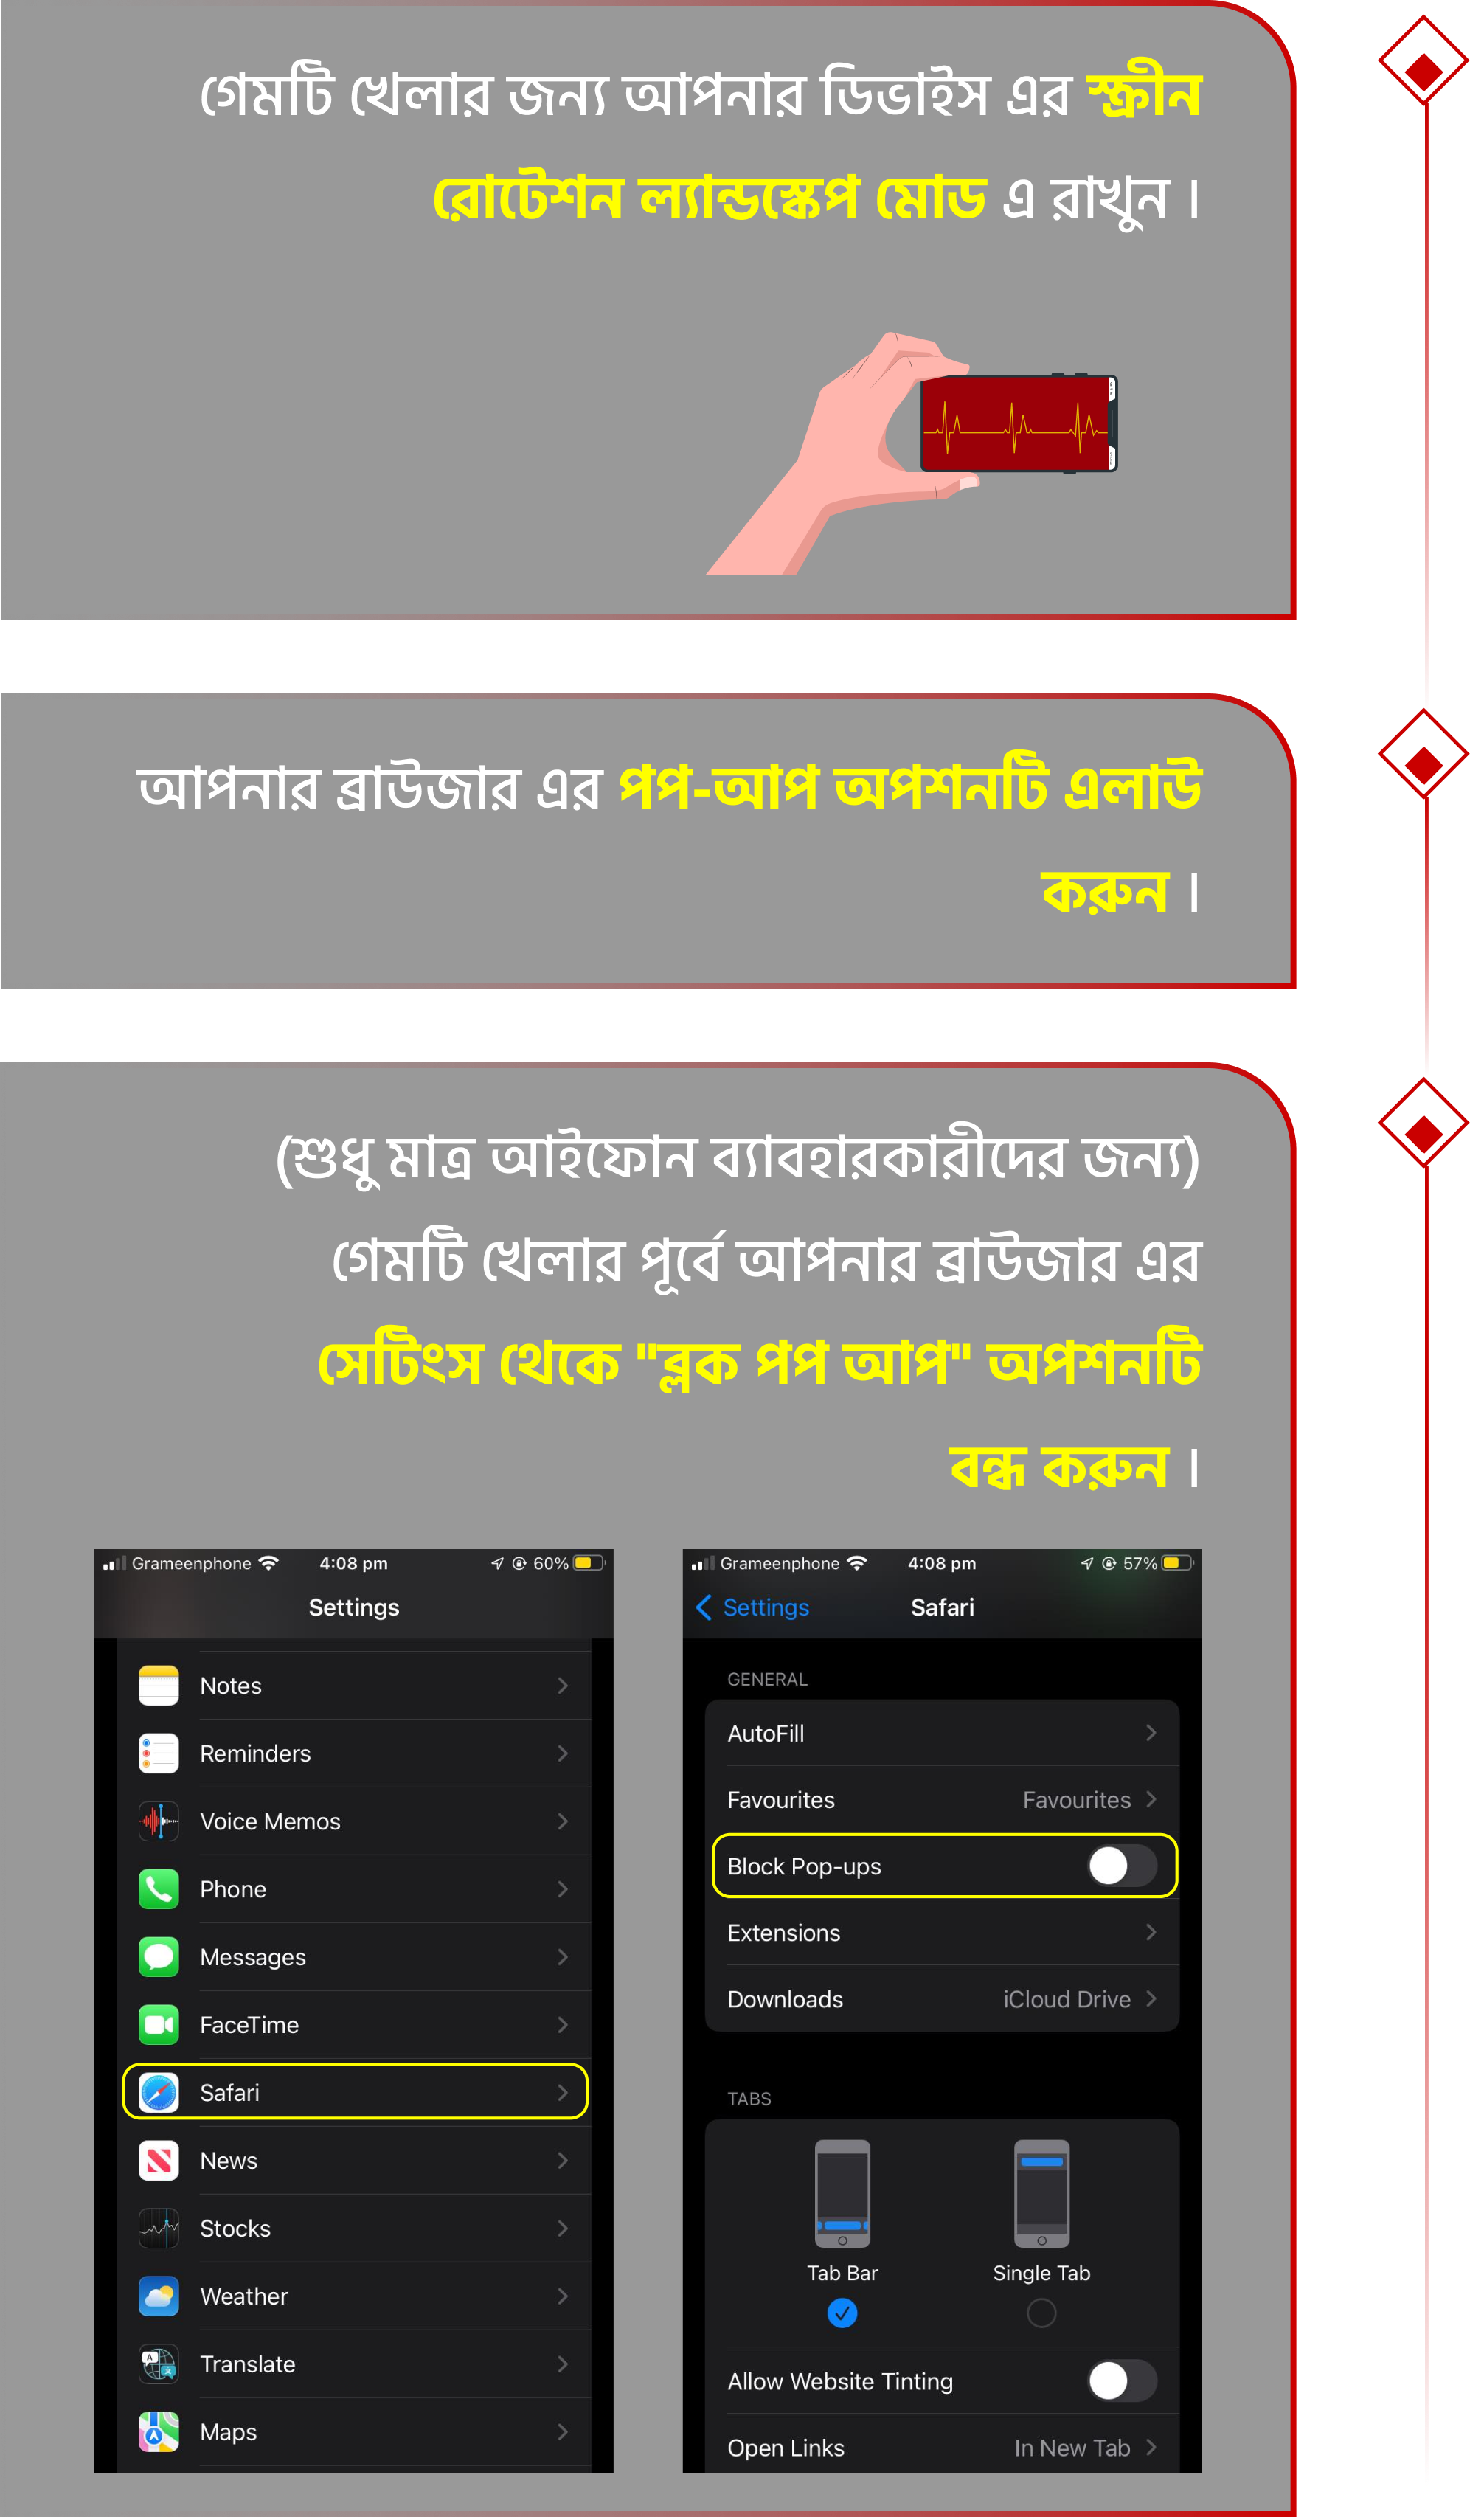 গেমটি খেলার জন্য আপনার ডিভাইস এর স্ক্রীন
রোটেশন ল্যান্ডস্কেপ মোড এ রাখুন ।
আপনার ব্রাউজার এর পপ-আপ অপশনটি এলাউ
করুন ।
(শুধু মাত্র আইফোন ব্যাবহারকারীদের জন্য)
গেমটি খেলার পূর্বে আপনার ব্রাউজার এর
সেটিংস থেকে "ব্লক পপ আপ" অপশনটি
বন্ধ করুন ।
Grameenphone 4:08 pm 60%
Settings
Notes
Reminders
Voice Memos
Phone
Messages
FaceTime
Safari
News
Stocks
Weather
Translate
Maps
Grameenphone 4:08 pm 57%
Settings Safari
GENERAL
AutoFill
Favourites Favourites
Block Pop-ups
Extensions
Downloads iCloud Drive
TABS
Tab Bar Single Tab
Allow Website Tinting
Open Links In New Tab